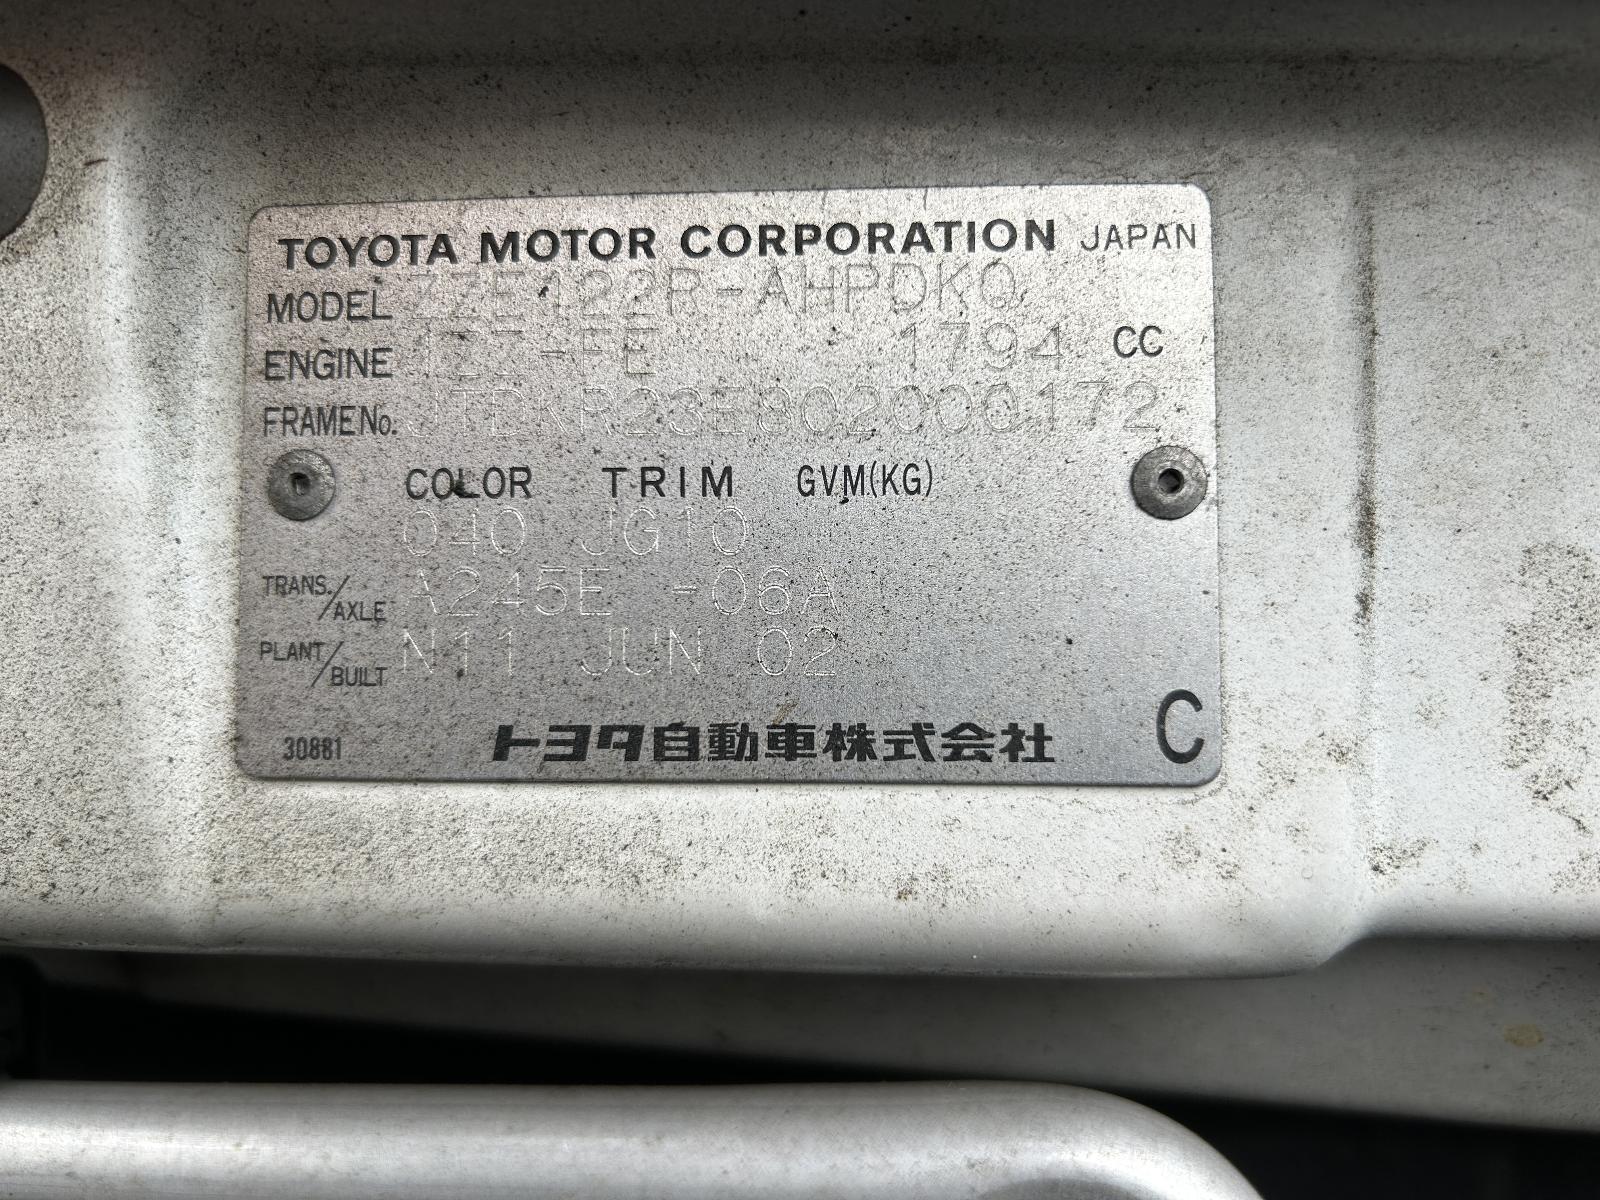 TOYOTA MOTOR CORPORATION JAPAN
MODEL ZZE122R-AHPDKQ
ENGINE 1ZZ-FE 1794 CC
FRAME No. JTDKR23E802000172
COLOR TRIM GVM(KG)
040 JG10
TRANS./AXLE A245E -06A
PLANT/BUILT N11 JUN 02
30881 トヨタ自動車株式会社 C